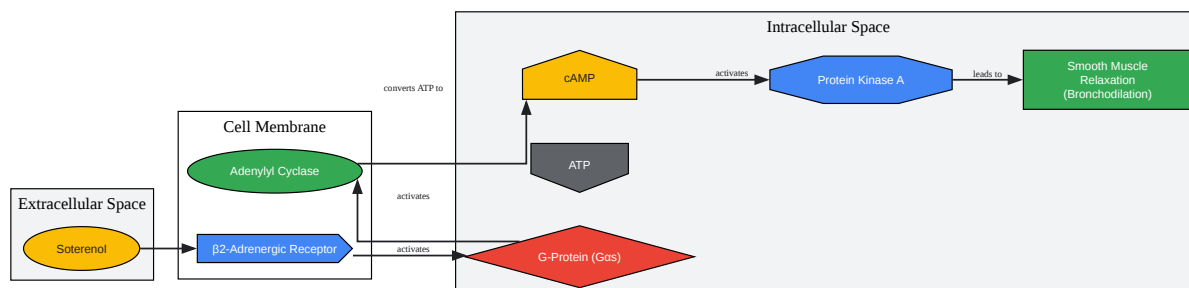 Intracellular Space
cAMP
activates
Protein Kinase A
leads to
Smooth Muscle
Relaxation
(Bronchodilation)
converts ATP to
Cell Membrane
Adenylyl Cyclase
ATP
Extracellular Space
activates
Soterenol
β2-Adrenergic Receptor
activates
G-Protein (Gαs)